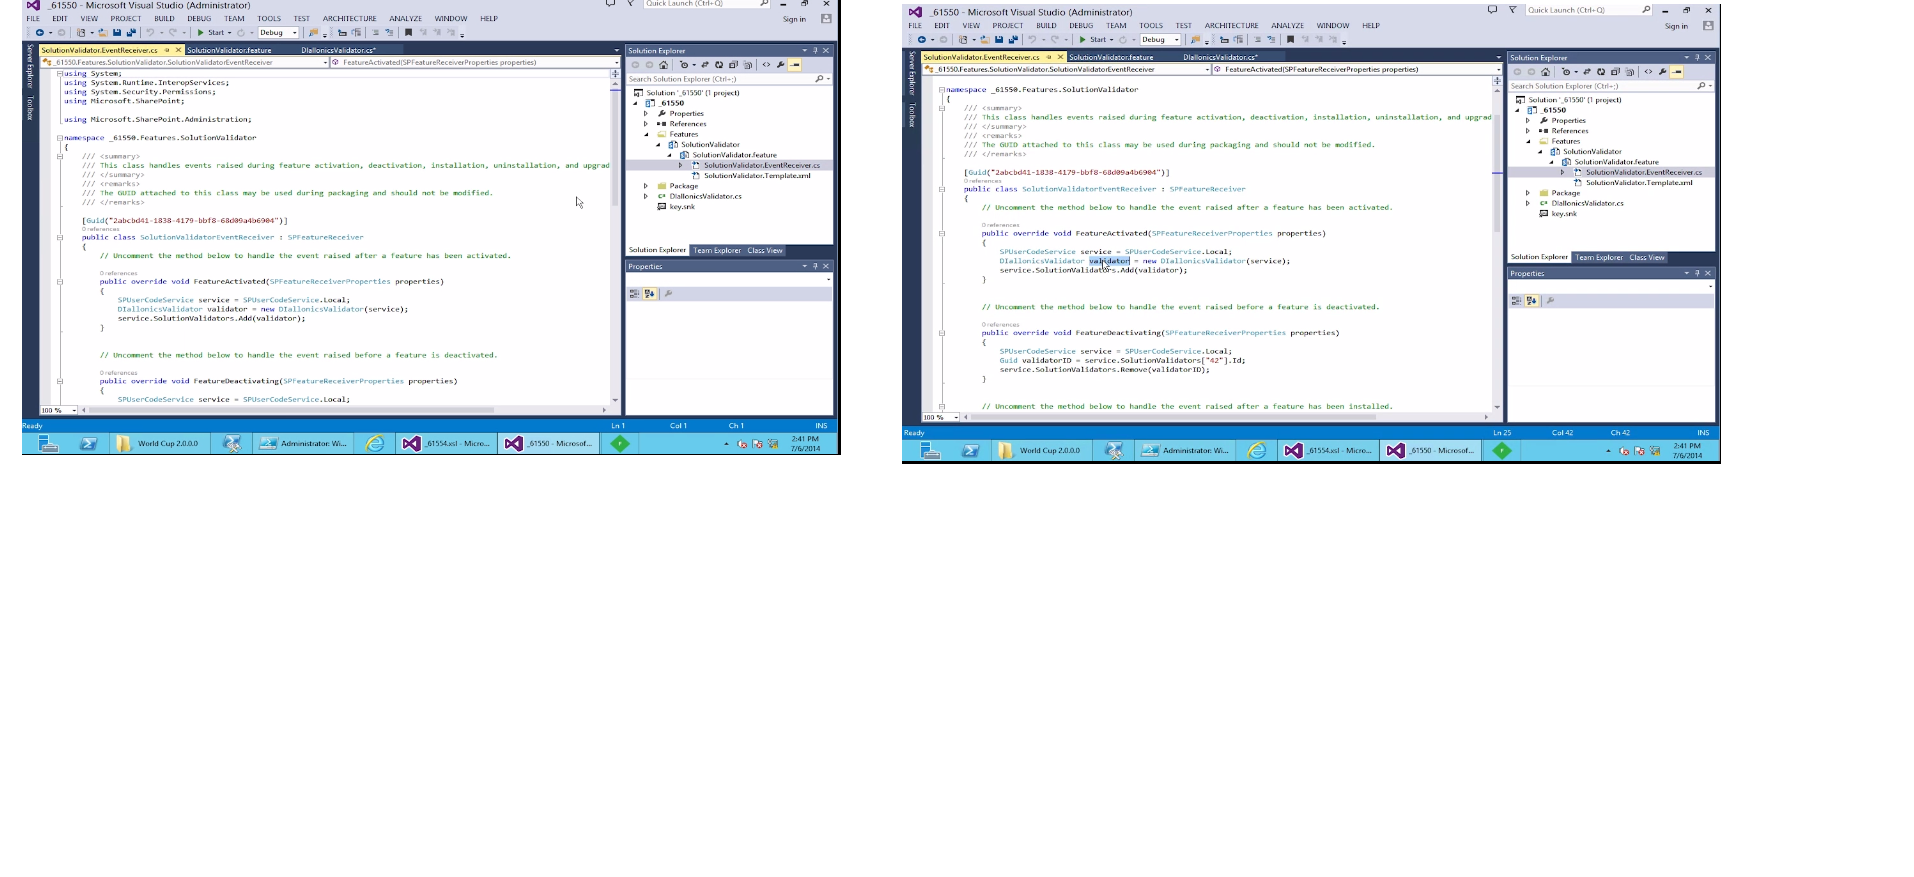 _61550 - Microsoft Visual Studio (Administrator)
Quick Launch (Ctrl+Q)
FILE EDIT VIEW PROJECT BUILD DEBUG TEAM TOOLS TEST ARCHITECTURE ANALYZE WINDOW HELP
Sign in
Start Debug
SolutionValidator.EventReceiver.cs SolutionValidator.feature DIallonicsValidator.cs*
_61550.Features.SolutionValidator.SolutionValidatorEventReceiver FeatureActivated(SPFeatureReceiverProperties properties)
Server Explorer
Toolbox
using System;
using System.Runtime.InteropServices;
using System.Security.Permissions;
using Microsoft.SharePoint;
using Microsoft.SharePoint.Administration;
namespace _61550.Features.SolutionValidator
{
/// <summary>
/// This class handles events raised during feature activation, deactivation, installation, uninstallation, and upgrad
/// </summary>
/// <remarks>
/// The GUID attached to this class may be used during packaging and should not be modified.
/// </remarks>
[Guid("2abcbd41-1838-4179-bbf8-68d09a4b6904")]
0 references
public class SolutionValidatorEventReceiver : SPFeatureReceiver
{
// Uncomment the method below to handle the event raised after a feature has been activated.
0 references
public override void FeatureActivated(SPFeatureReceiverProperties properties)
{
SPUserCodeService service = SPUserCodeService.Local;
DIallonicsValidator validator = new DIallonicsValidator(service);
service.SolutionValidators.Add(validator);
}
// Uncomment the method below to handle the event raised before a feature is deactivated.
0 references
public override void FeatureDeactivating(SPFeatureReceiverProperties properties)
{
SPUserCodeService service = SPUserCodeService.Local;
100 %
Solution Explorer
Search Solution Explorer (Ctrl+;)
Solution '_61550' (1 project)
_61550
Properties
References
Features
SolutionValidator
SolutionValidator.feature
SolutionValidator.EventReceiver.cs
SolutionValidator.Template.xml
Package
DIallonicsValidator.cs
key.snk
Solution Explorer Team Explorer Class View
Properties
Ready Ln 1 Col 1 Ch 1 INS
World Cup 2.0.0.0 Administrator: Wi... _61554.xsl - Micro... _61550 - Microsof... 2:41 PM
7/6/2014
_61550 - Microsoft Visual Studio (Administrator)
Quick Launch (Ctrl+Q)
FILE EDIT VIEW PROJECT BUILD DEBUG TEAM TOOLS TEST ARCHITECTURE ANALYZE WINDOW HELP
Sign in
Start Debug
SolutionValidator.EventReceiver.cs SolutionValidator.feature DIallonicsValidator.cs*
_61550.Features.SolutionValidator.SolutionValidatorEventReceiver FeatureActivated(SPFeatureReceiverProperties properties)
Server Explorer
Toolbox
namespace _61550.Features.SolutionValidator
{
/// <summary>
/// This class handles events raised during feature activation, deactivation, installation, uninstallation, and upgrad
/// </summary>
/// <remarks>
/// The GUID attached to this class may be used during packaging and should not be modified.
/// </remarks>
[Guid("2abcbd41-1838-4179-bbf8-68d09a4b6904")]
0 references
public class SolutionValidatorEventReceiver : SPFeatureReceiver
{
// Uncomment the method below to handle the event raised after a feature has been activated.
0 references
public override void FeatureActivated(SPFeatureReceiverProperties properties)
{
SPUserCodeService service = SPUserCodeService.Local;
DIallonicsValidator validator = new DIallonicsValidator(service);
service.SolutionValidators.Add(validator);
}
// Uncomment the method below to handle the event raised before a feature is deactivated.
0 references
public override void FeatureDeactivating(SPFeatureReceiverProperties properties)
{
SPUserCodeService service = SPUserCodeService.Local;
Guid validatorID = service.SolutionValidators["42"].Id;
service.SolutionValidators.Remove(validatorID);
}
// Uncomment the method below to handle the event raised after a feature has been installed.
100 %
Solution Explorer
Search Solution Explorer (Ctrl+;)
Solution '_61550' (1 project)
_61550
Properties
References
Features
SolutionValidator
SolutionValidator.feature
SolutionValidator.EventReceiver.cs
SolutionValidator.Template.xml
Package
DIallonicsValidator.cs
key.snk
Solution Explorer Team Explorer Class View
Properties
Ready Ln 25 Col 42 Ch 42 INS
World Cup 2.0.0.0 Administrator: Wi... _61554.xsl - Micro... _61550 - Microsof... 2:41 PM
7/6/2014